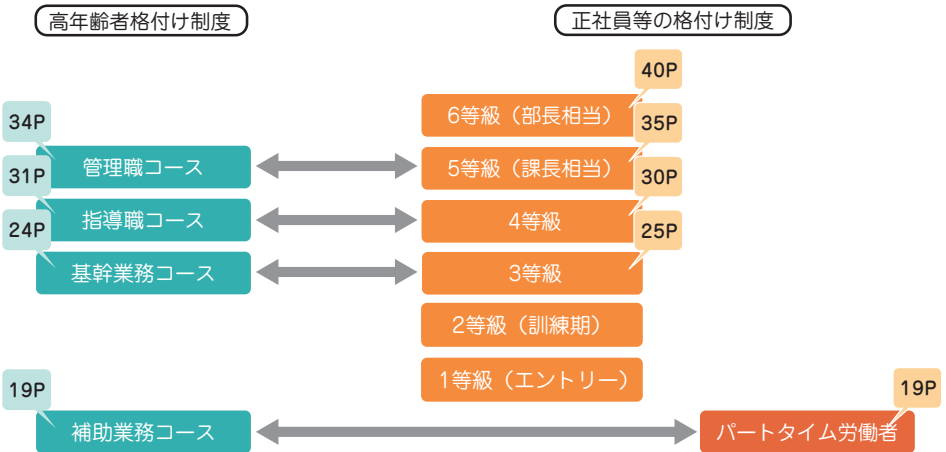 高年齢者格付け制度
正社員等の格付け制度
40P
6等級（部長相当）
34P
35P
管理職コース
5等級（課長相当）
31P
30P
指導職コース
4等級
24P
25P
基幹業務コース
3等級
2等級（訓練期）
1等級（エントリー）
19P
19P
補助業務コース
パートタイム労働者